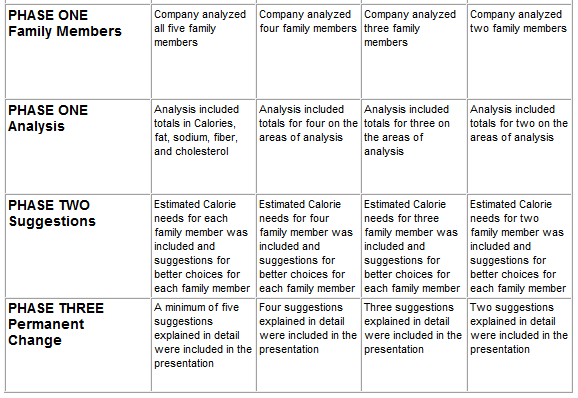 PHASE ONE
Family Members
Company analyzed
all five family
members
Company analyzed
four family members
Company analyzed
three family
members
Company analyzed
two family members
PHASE ONE
Analysis
Analysis included
totals in Calories,
fat, sodium, fiber,
and cholesterol
Analysis included
totals for four on the
areas of analysis
Analysis included
totals for three on
the areas of
analysis
Analysis included
totals for two on the
areas of analysis
PHASE TWO
Suggestions
Estimated Calorie
needs for each
family member was
included and
suggestions for
better choices for
each family member
Estimated Calorie
needs for four
family member was
included and
suggestions for
better choices for
each family member
Estimated Calorie
needs for three
family member was
included and
suggestions for
better choices for
each family member
Estimated Calorie
needs for two
family member was
included and
suggestions for
better choices for
each family member
PHASE THREE
Permanent
Change
A minimum of five
suggestions
explained in detail
were included in the
presentation
Four suggestions
explained in detail
were included in the
presentation
Three suggestions
explained in detail
were included in the
presentation
Two suggestions
explained in detail
were included in the
presentation